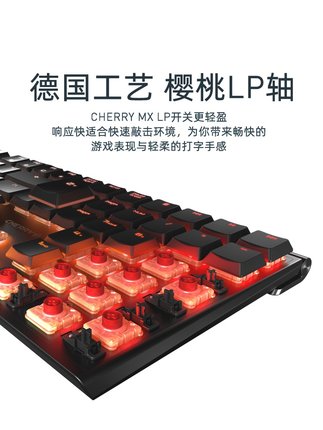 德国工艺 樱桃LP轴
CHERRY MX LP开关更轻盈
响应快适合快速敲击环境，为你带来畅快的
游戏表现与轻柔的打字手感
CHERRY